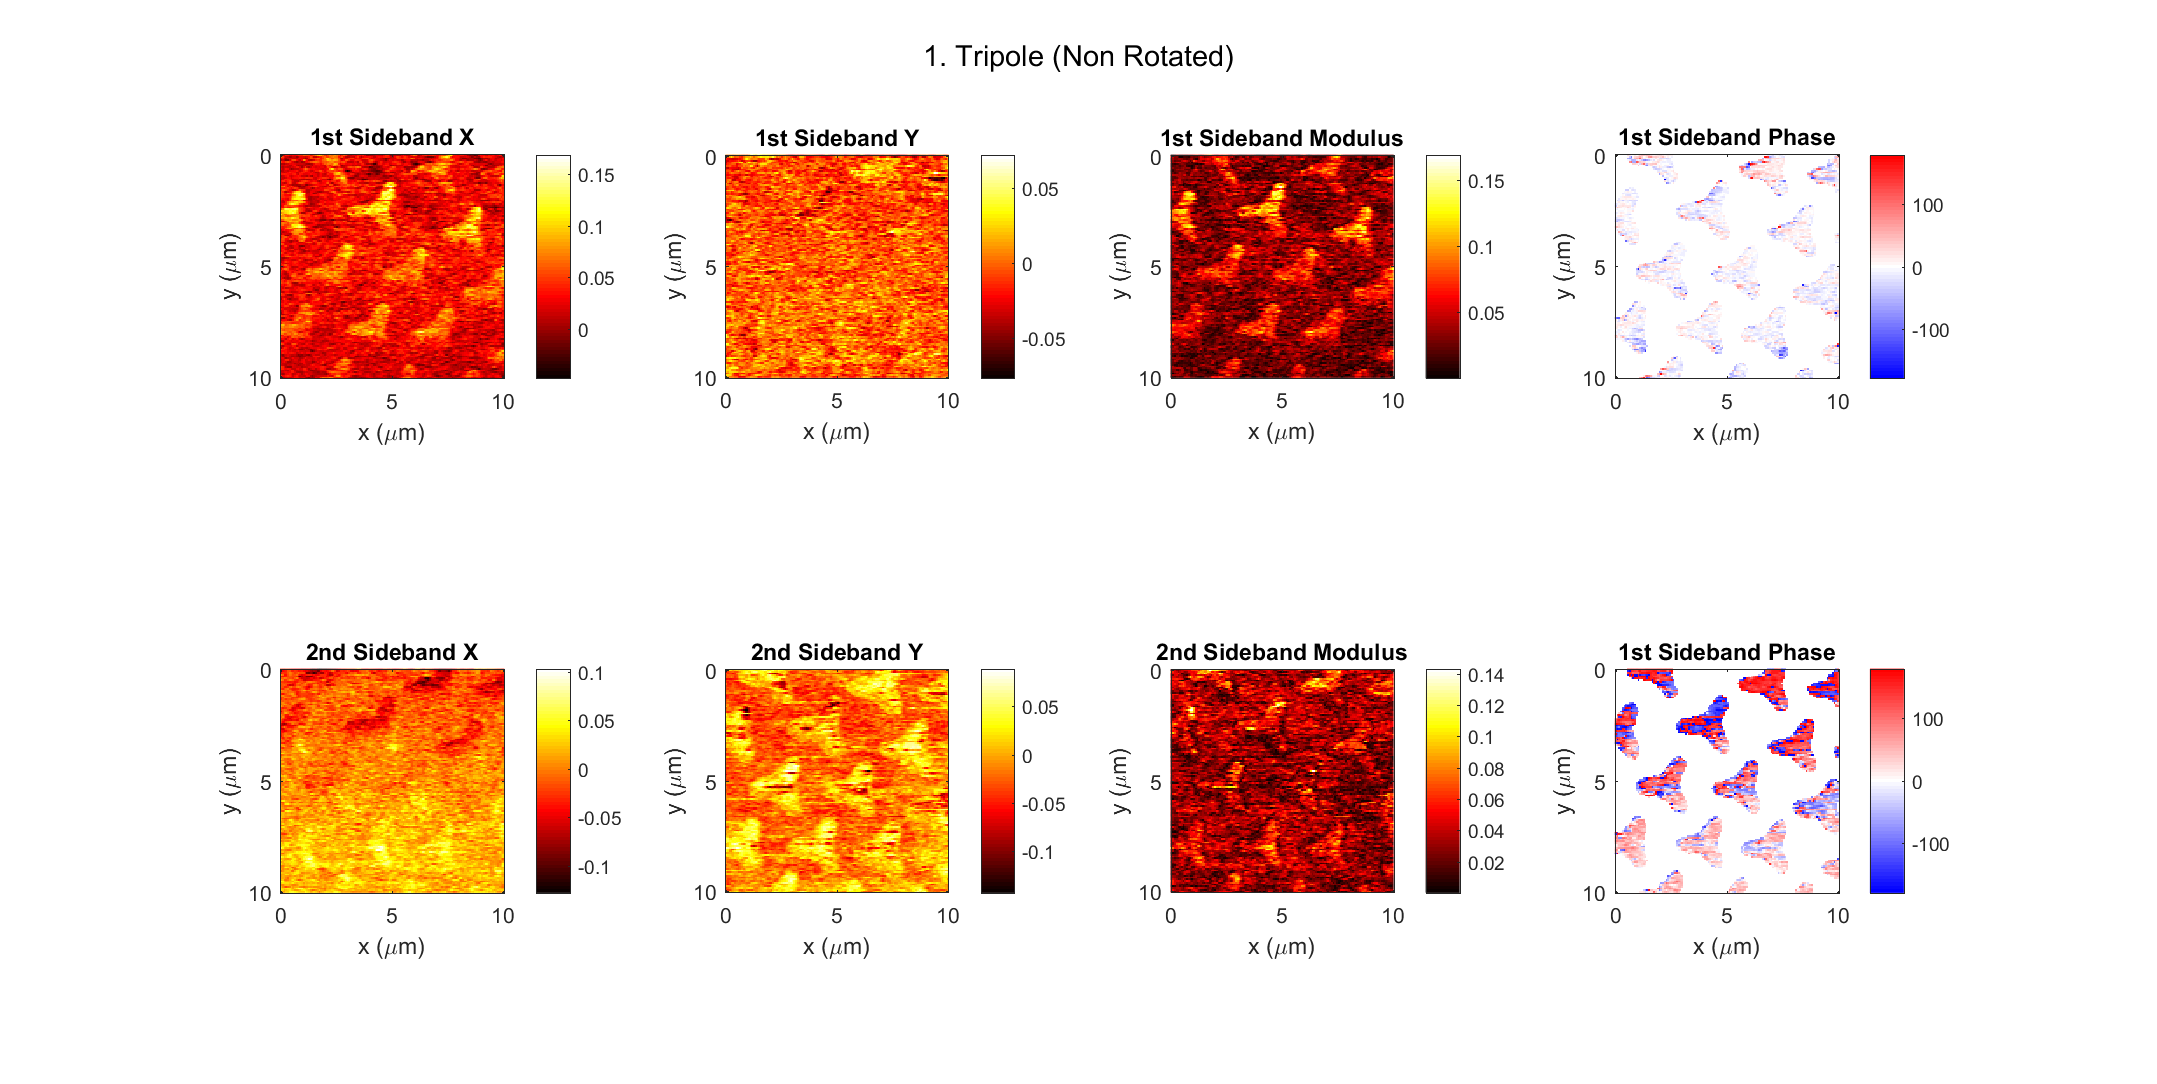 1. Tripole (Non Rotated)
1st Sideband X
1st Sideband Y
1st Sideband Modulus
1st Sideband Phase
0
5
10
y (μm)
0 5 10
x (μm)
0.15
0.1
0.05
0
0
5
10
y (μm)
0 5 10
x (μm)
0.05
0
-0.05
0
5
10
y (μm)
0 5 10
x (μm)
0.15
0.1
0.05
0
5
10
y (μm)
0 5 10
x (μm)
100
0
-100
2nd Sideband X
2nd Sideband Y
2nd Sideband Modulus
1st Sideband Phase
0
5
10
y (μm)
0 5 10
x (μm)
0.1
0.05
0
-0.05
-0.1
0
5
10
y (μm)
0 5 10
x (μm)
0.05
0
-0.05
-0.1
0
5
10
y (μm)
0 5 10
x (μm)
0.14
0.12
0.1
0.08
0.06
0.04
0.02
0
5
10
y (μm)
0 5 10
x (μm)
100
0
-100